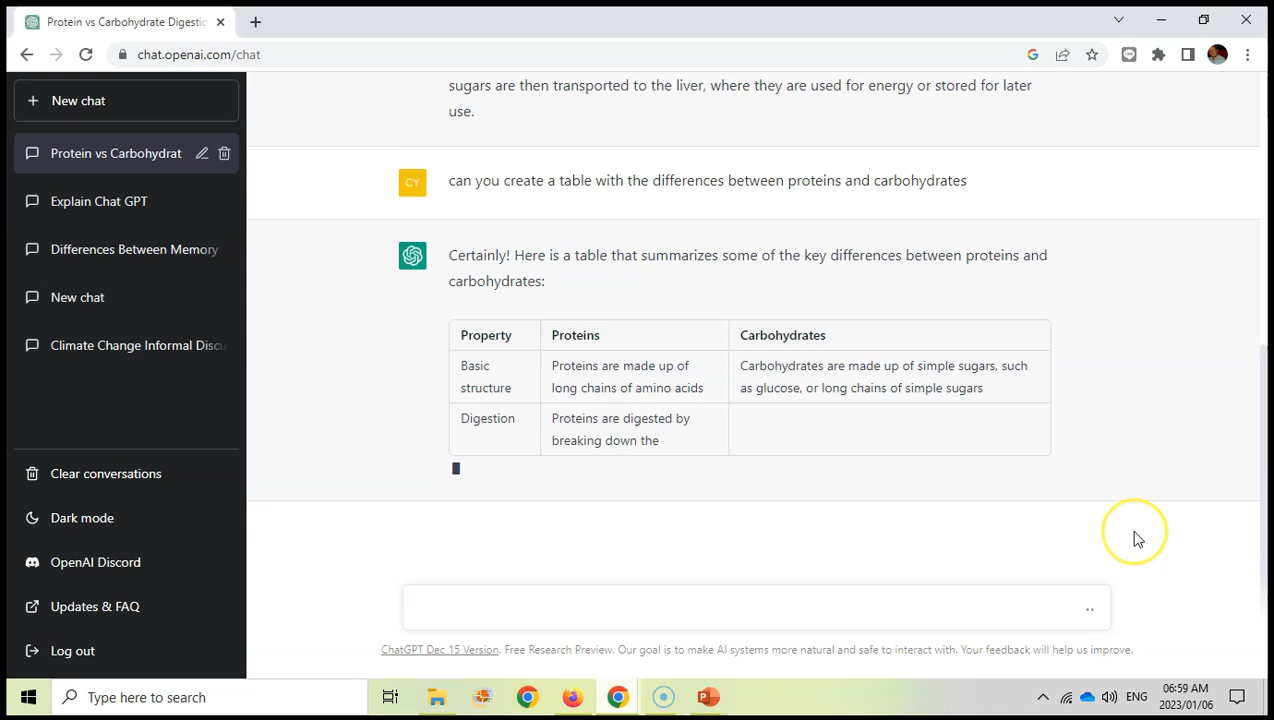 Protein vs Carbohydrate Digestic
chat.openai.com/chat
New chat
Protein vs Carbohydrat
Explain Chat GPT
Differences Between Memory
New chat
Climate Change Informal Discu
Clear conversations
Dark mode
OpenAI Discord
Updates & FAQ
Log out
sugars are then transported to the liver, where they are used for energy or stored for later
use.
CY
can you create a table with the differences between proteins and carbohydrates
Certainly! Here is a table that summarizes some of the key differences between proteins and
carbohydrates:
Property Proteins Carbohydrates
Basic Proteins are made up of Carbohydrates are made up of simple sugars, such
structure long chains of amino acids as glucose, or long chains of simple sugars
Digestion Proteins are digested by
breaking down the
ChatGPT Dec 15 Version. Free Research Preview. Our goal is to make AI systems more natural and safe to interact with. Your feedback will help us improve.
Type here to search
ENG
06:59 AM
2023/01/06